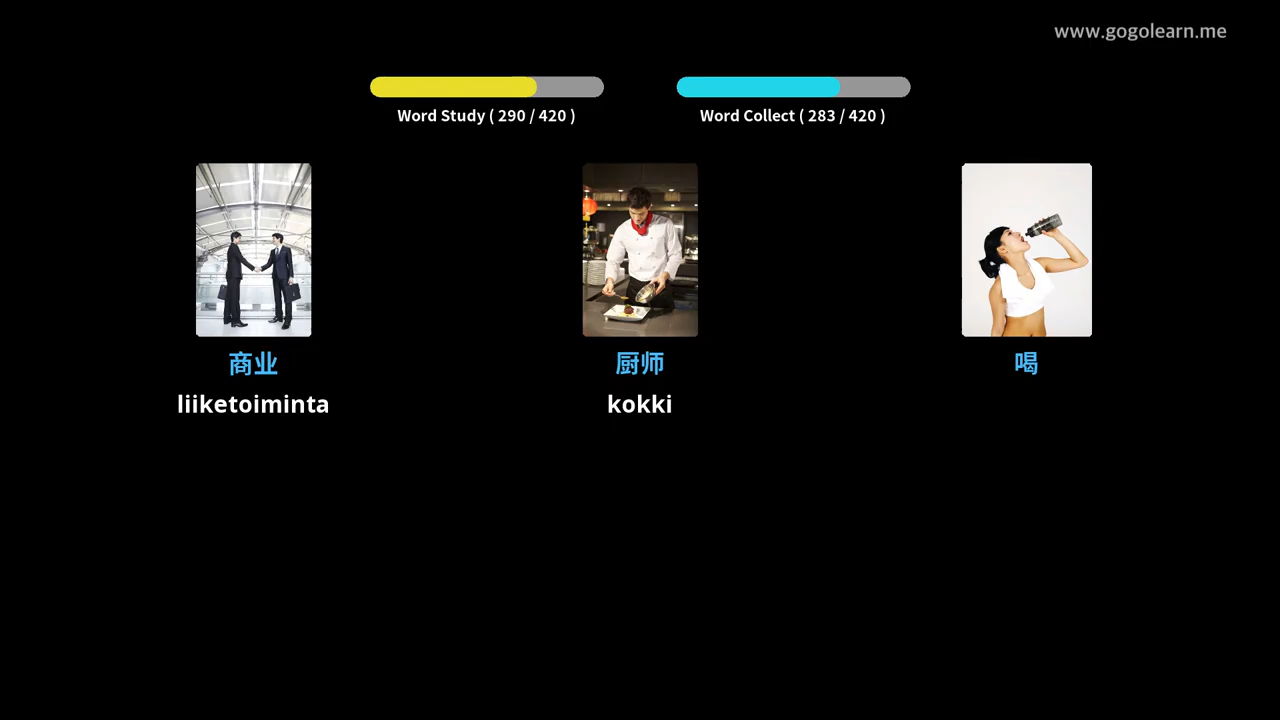 www.gogolearn.me
Word Study ( 290 / 420 )
Word Collect ( 283 / 420 )
商业
厨师
喝
liiketoiminta
kokki